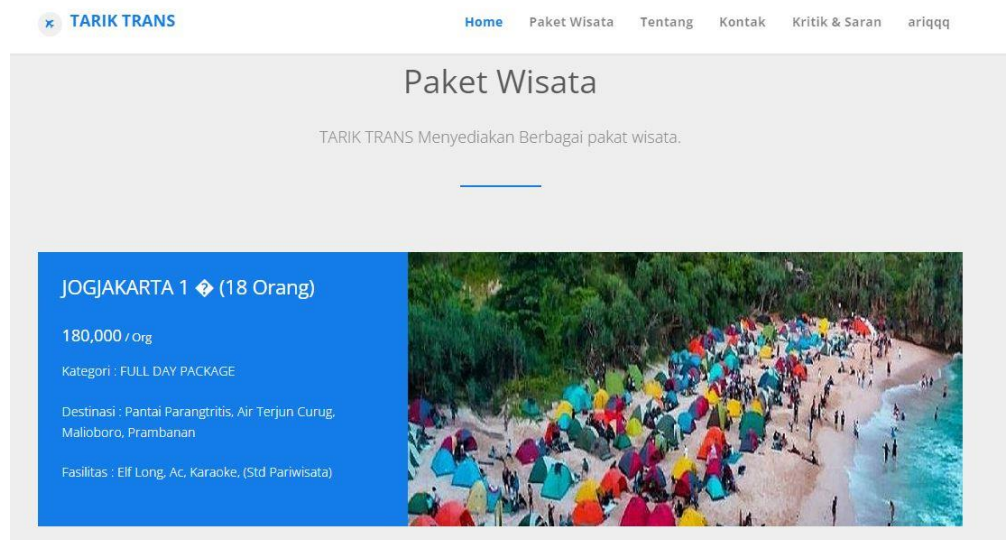 TARIK TRANS
Home Paket Wisata Tentang Kontak Kritik & Saran ariqqq
Paket Wisata
TARIK TRANS Menyediakan Berbagai pakat wisata.
JOGJAKARTA 1 � (18 Orang)
180,000 / Org
Kategori : FULL DAY PACKAGE
Destinasi : Pantai Parangtritis, Air Terjun Curug,
Malioboro, Prambanan
Fasilitas : Elf Long, Ac, Karaoke, (Std Pariwisata)